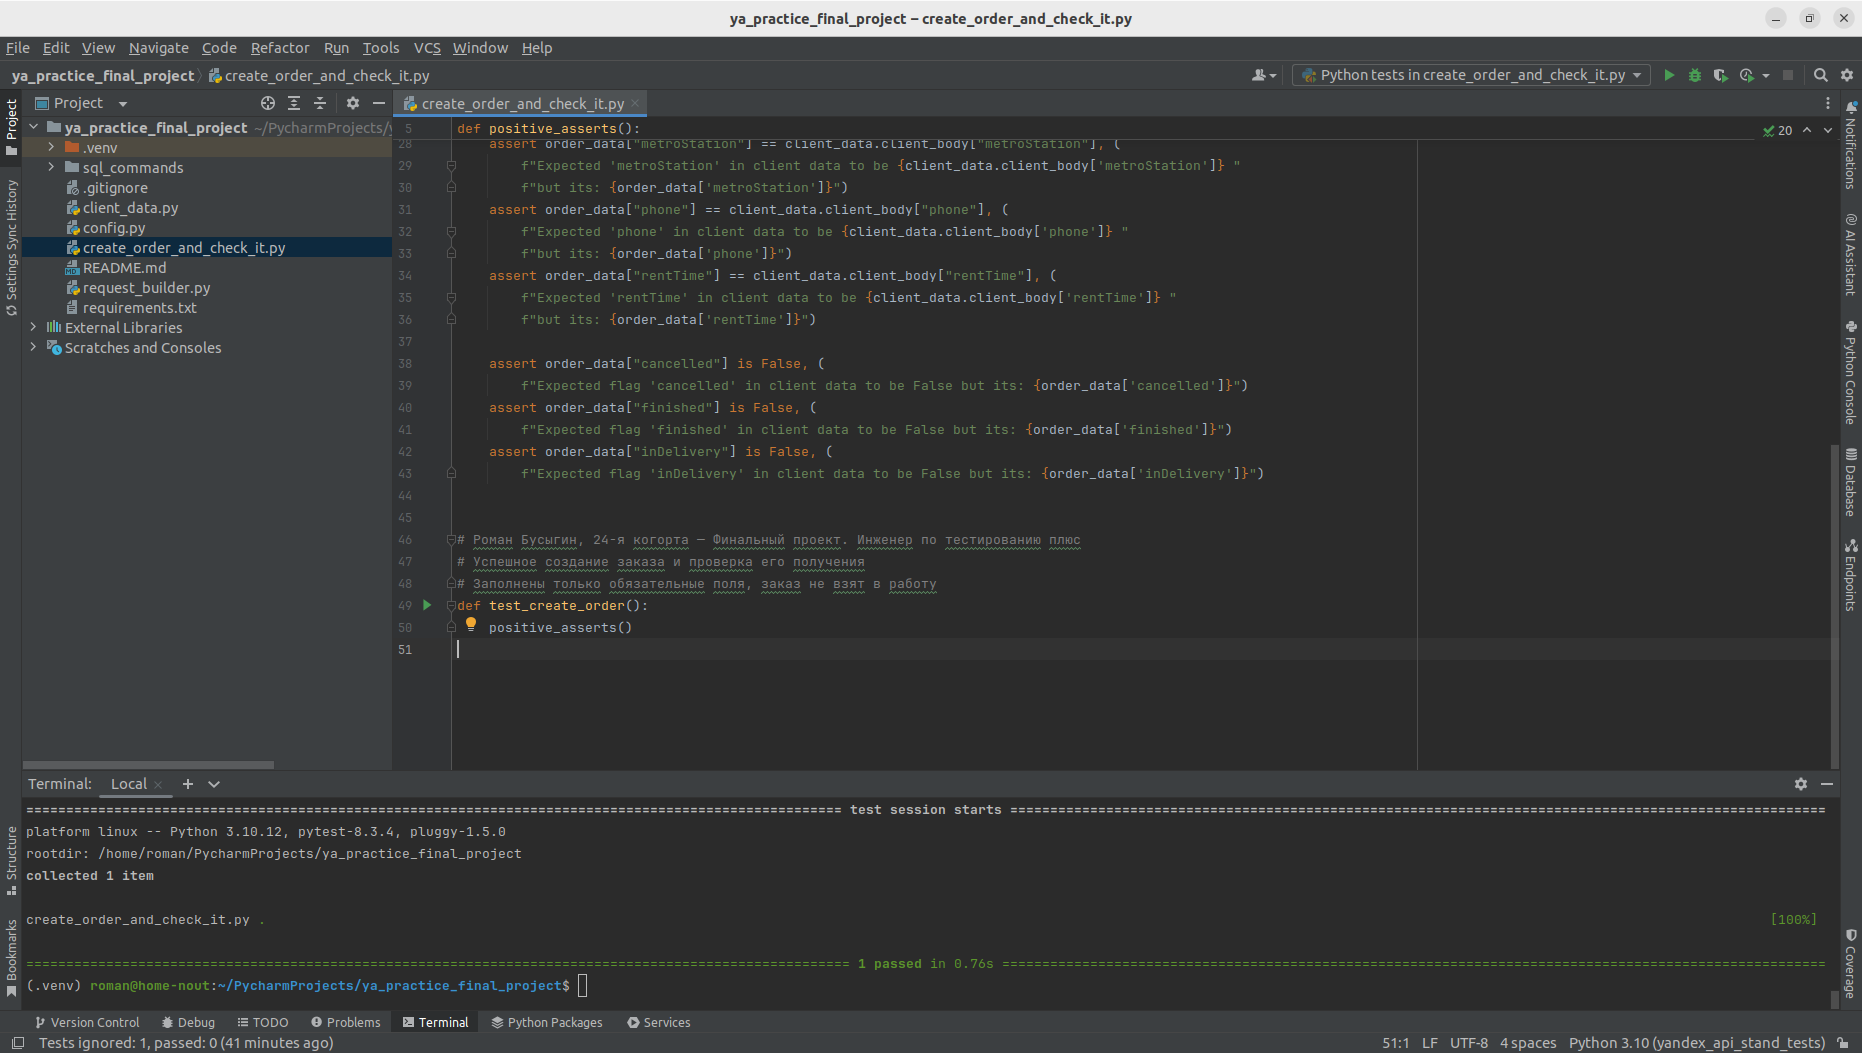 ya_practice_final_project – create_order_and_check_it.py
File Edit View Navigate Code Refactor Run Tools VCS Window Help
ya_practice_final_project create_order_and_check_it.py
Python tests in create_order_and_check_it.py
Project
create_order_and_check_it.py
ya_practice_final_project ~/PycharmProjects/y
.venv
sql_commands
.gitignore
client_data.py
config.py
create_order_and_check_it.py
README.md
request_builder.py
requirements.txt
External Libraries
Scratches and Consoles
Project
Settings Sync History
Structure
Bookmarks
5 def positive_asserts():
20
28 assert order_data["metroStation"] == client_data.client_body["metroStation"], (
29 f"Expected 'metroStation' in client data to be {client_data.client_body['metroStation']} "
30 f"but its: {order_data['metroStation']}")
31 assert order_data["phone"] == client_data.client_body["phone"], (
32 f"Expected 'phone' in client data to be {client_data.client_body['phone']} "
33 f"but its: {order_data['phone']}")
34 assert order_data["rentTime"] == client_data.client_body["rentTime"], (
35 f"Expected 'rentTime' in client data to be {client_data.client_body['rentTime']} "
36 f"but its: {order_data['rentTime']}")
37
38 assert order_data["cancelled"] is False, (
39 f"Expected flag 'cancelled' in client data to be False but its: {order_data['cancelled']}")
40 assert order_data["finished"] is False, (
41 f"Expected flag 'finished' in client data to be False but its: {order_data['finished']}")
42 assert order_data["inDelivery"] is False, (
43 f"Expected flag 'inDelivery' in client data to be False but its: {order_data['inDelivery']}")
44
45
46 # Роман Бусыгин, 24-я когорта — Финальный проект. Инженер по тестированию плюс
47 # Успешное создание заказа и проверка его получения
48 # Заполнены только обязательные поля, заказ не взят в работу
49 def test_create_order():
50 positive_asserts()
51
Notifications
AI Assistant
Python Console
Database
Endpoints
Coverage
Terminal: Local
============ test session starts ============
platform linux -- Python 3.10.12, pytest-8.3.4, pluggy-1.5.0
rootdir: /home/roman/PycharmProjects/ya_practice_final_project
collected 1 item
create_order_and_check_it.py . [100%]
============ 1 passed in 0.76s ============
(.venv) roman@home-nout:~/PycharmProjects/ya_practice_final_project$
Version Control Debug TODO Problems Terminal Python Packages Services
Tests ignored: 1, passed: 0 (41 minutes ago) 51:1 LF UTF-8 4 spaces Python 3.10 (yandex_api_stand_tests)